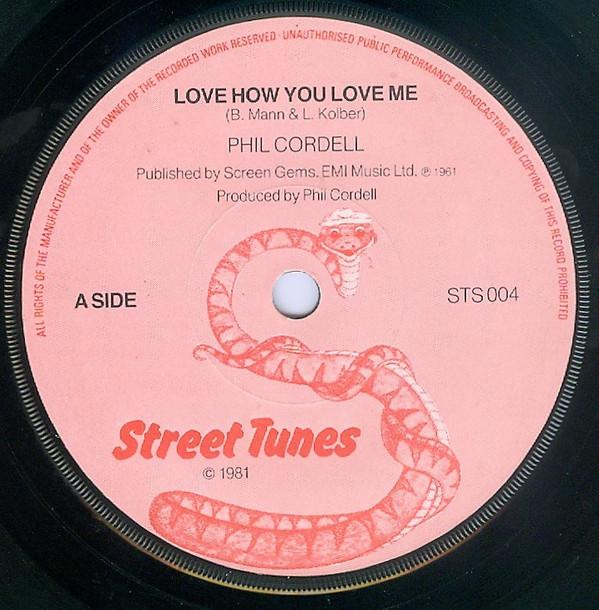 ALL RIGHTS OF THE MANUFACTURER AND OF THE OWNER OF THE RECORDED WORK RESERVED · UNAUTHORISED PUBLIC PERFORMANCE BROADCASTING AND COPYING OF THIS RECORD PROHIBITED
LOVE HOW YOU LOVE ME
(B. Mann & L. Kolber)
PHIL CORDELL
Published by Screen Gems. EMI Music Ltd. ℗ 1961
Produced by Phil Cordell
A SIDE
STS 004
Street Tunes
© 1981